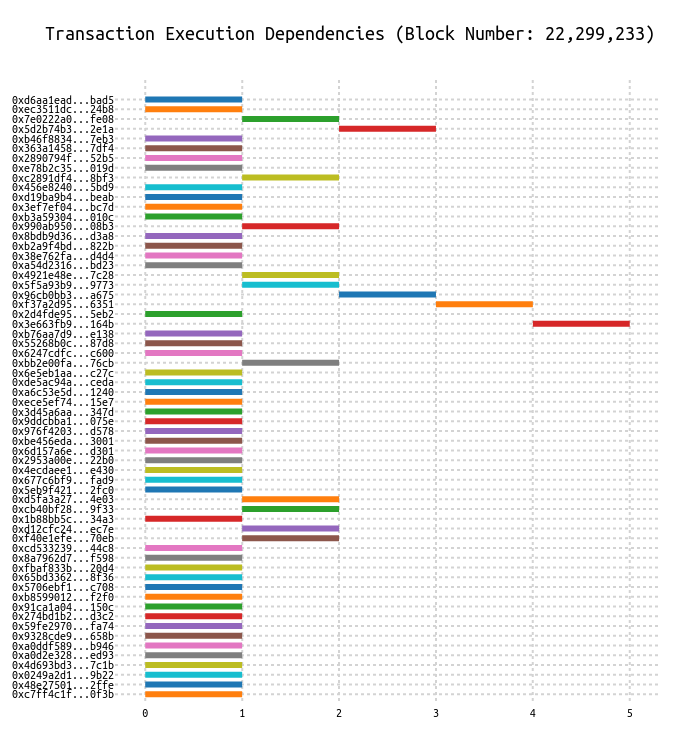 Transaction Execution Dependencies (Block Number: 22,299,233)
0xd6aa1ead...bad5
0xec3511dc...24b8
0x7e0222a0...fe08
0x5d2b74b3...2e1a
0xb46f8834...7eb3
0x363a1458...7df4
0x2890794f...52b5
0xe78b2c35...019d
0xc2891df4...8bf3
0x456e8240...5bd9
0xd19ba9b4...beab
0x3ef7ef04...bc7d
0xb3a59304...010c
0x990ab950...08b3
0x8bdb9d36...d3a8
0xb2a9f4bd...822b
0x38e762fa...d4d4
0xa54d2316...bd23
0x4921e48e...7c28
0x5f5a93b9...9773
0x96cb0bb3...a675
0xf37a2d95...6351
0x2d4fde95...5eb2
0x3e663fb9...164b
0xb76aa7d9...e138
0x55268b0c...87d8
0x6247cdfc...c600
0xbb2e00fa...76cb
0x6e5eb1aa...c27c
0xde5ac94a...ceda
0xa6c53e5d...1240
0xece5ef74...15e7
0x3d45a6aa...347d
0x9ddcbba1...075e
0x976f4203...d578
0xbe456eda...3001
0x6d157a6e...d301
0x2953a00e...22b0
0x4ecdaee1...e430
0x677c6bf9...fad9
0x5eb9f421...2fc0
0xd5fa3a27...4e03
0xcb40bf28...9f33
0x1b88bb5c...34a3
0xd12cfc24...ec7e
0xf40e1efe...70eb
0xcd533239...44c8
0x8a7962d7...f598
0xfbaf833b...20d4
0x65bd3362...8f36
0x5706ebf1...c708
0xb8599012...f2f0
0x91ca1a04...150c
0x274bd1b2...d3c2
0x59fe2970...fa74
0x9328cde9...658b
0xa0ddf589...b946
0xa0d2e328...ed93
0x4d693bd3...7c1b
0x0249a2d1...9b22
0x48e27501...2ffe
0xc7ff4c1f...0f3b
0 1 2 3 4 5